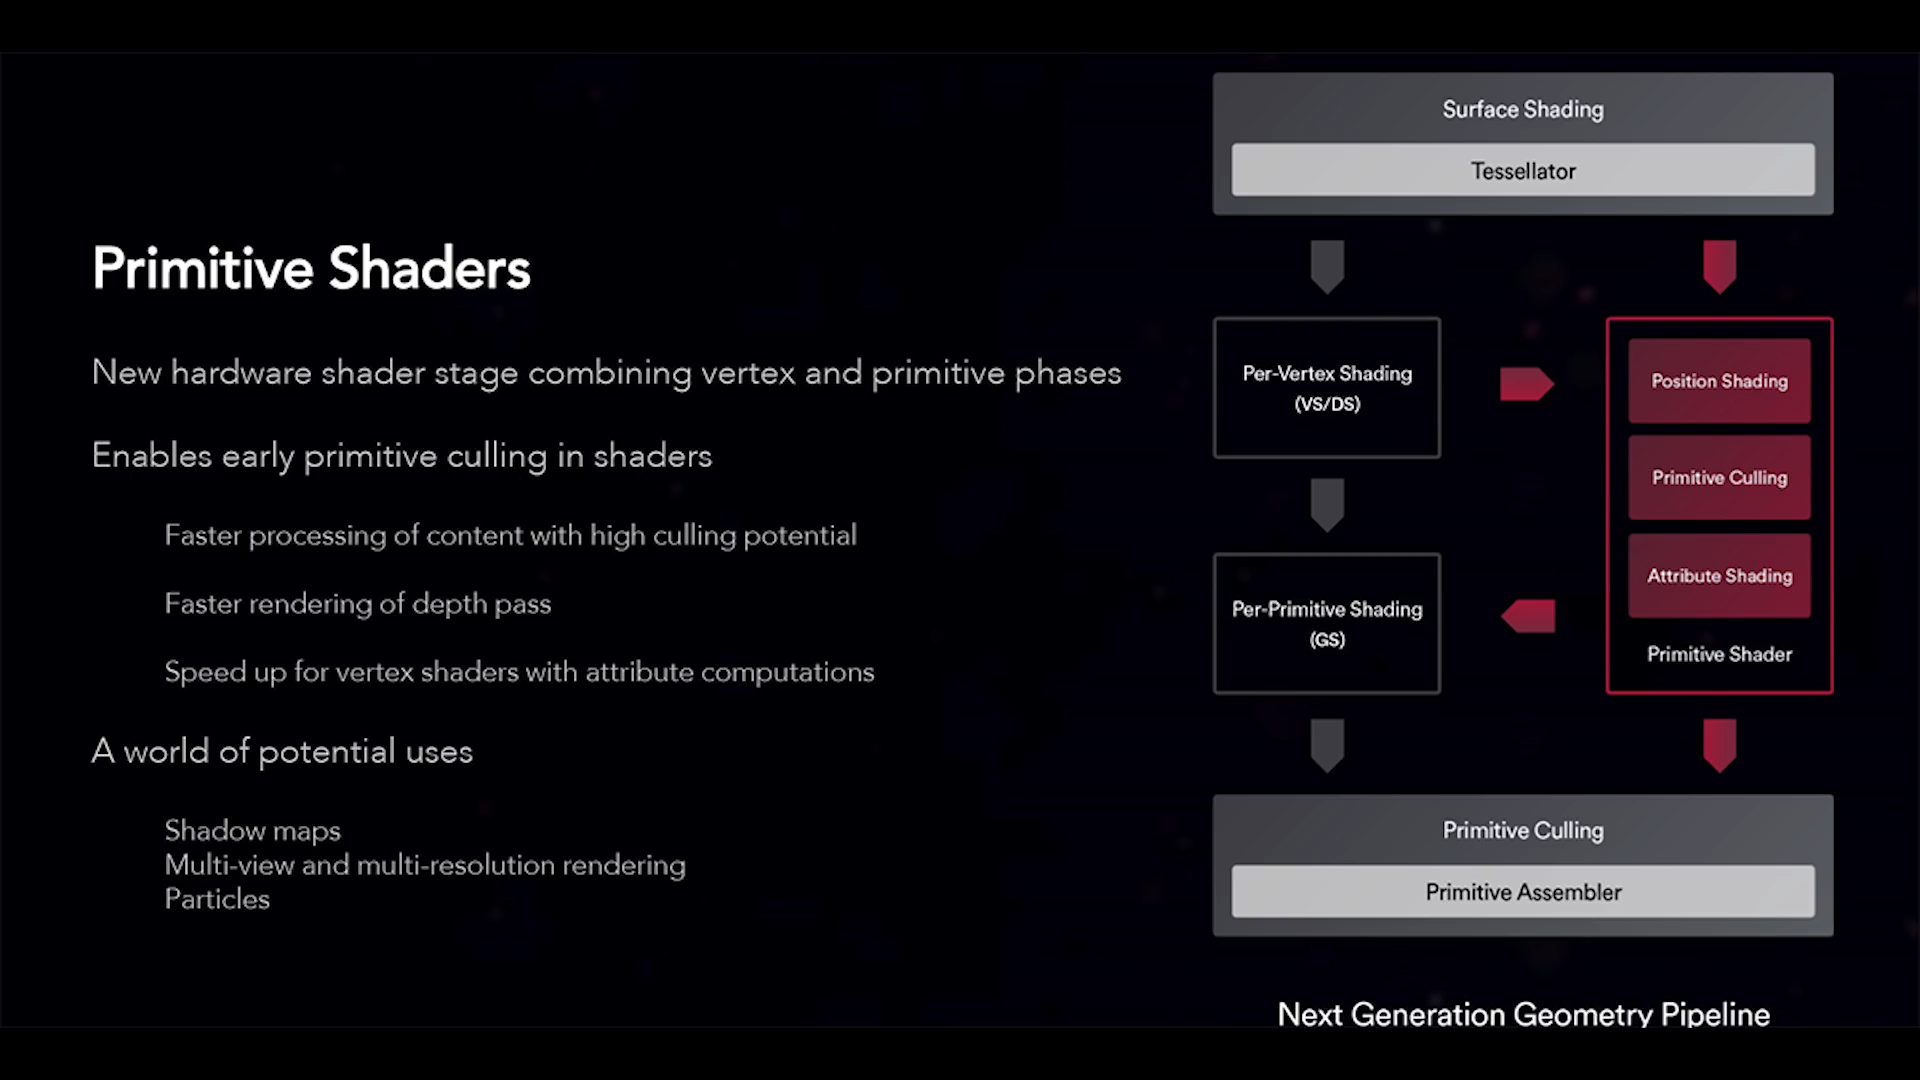 Primitive Shaders
New hardware shader stage combining vertex and primitive phases
Enables early primitive culling in shaders
Faster processing of content with high culling potential
Faster rendering of depth pass
Speed up for vertex shaders with attribute computations
A world of potential uses
Shadow maps
Multi-view and multi-resolution rendering
Particles
Surface Shading
Tessellator
Per-Vertex Shading
(VS/DS)
Per-Primitive Shading
(GS)
Position Shading
Primitive Culling
Attribute Shading
Primitive Shader
Primitive Culling
Primitive Assembler
Next Generation Geometry Pipeline